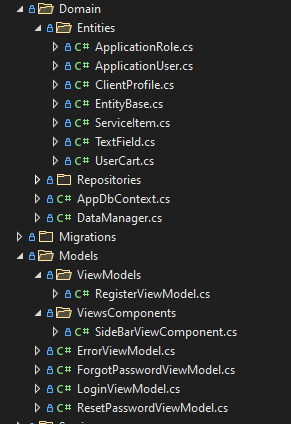 Domain
Entities
C# ApplicationRole.cs
C# ApplicationUser.cs
C# ClientProfile.cs
C# EntityBase.cs
C# ServiceItem.cs
C# TextField.cs
C# UserCart.cs
Repositories
C# AppDbContext.cs
C# DataManager.cs
Migrations
Models
ViewModels
C# RegisterViewModel.cs
ViewsComponents
C# SideBarViewComponent.cs
C# ErrorViewModel.cs
C# ForgotPasswordViewModel.cs
C# LoginViewModel.cs
C# ResetPasswordViewModel.cs